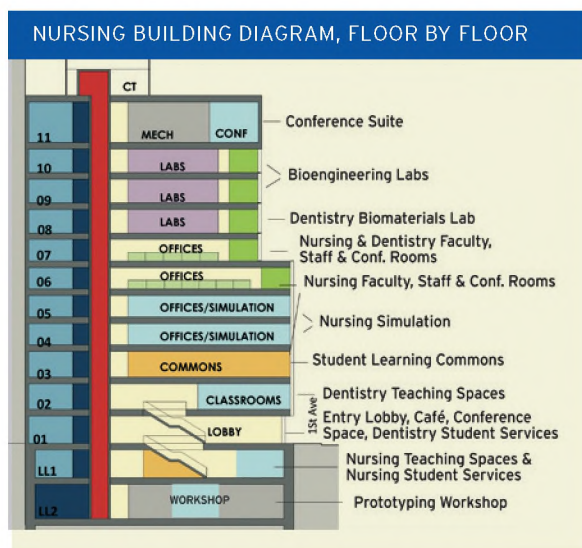 NURSING BUILDING DIAGRAM, FLOOR BY FLOOR
CT
11
MECH
CONF
Conference Suite
10
LABS
09
LABS
Bioengineering Labs
08
LABS
Dentistry Biomaterials Lab
07
OFFICES
Nursing & Dentistry Faculty,
Staff & Conf. Rooms
06
OFFICES
Nursing Faculty, Staff & Conf. Rooms
05
OFFICES/SIMULATION
04
OFFICES/SIMULATION
Nursing Simulation
03
COMMONS
Student Learning Commons
02
CLASSROOMS
Dentistry Teaching Spaces
1St Ave
01
LOBBY
Entry Lobby, Café, Conference
Space, Dentistry Student Services
LL1
Nursing Teaching Spaces &
Nursing Student Services
LL2
WORKSHOP
Prototyping Workshop